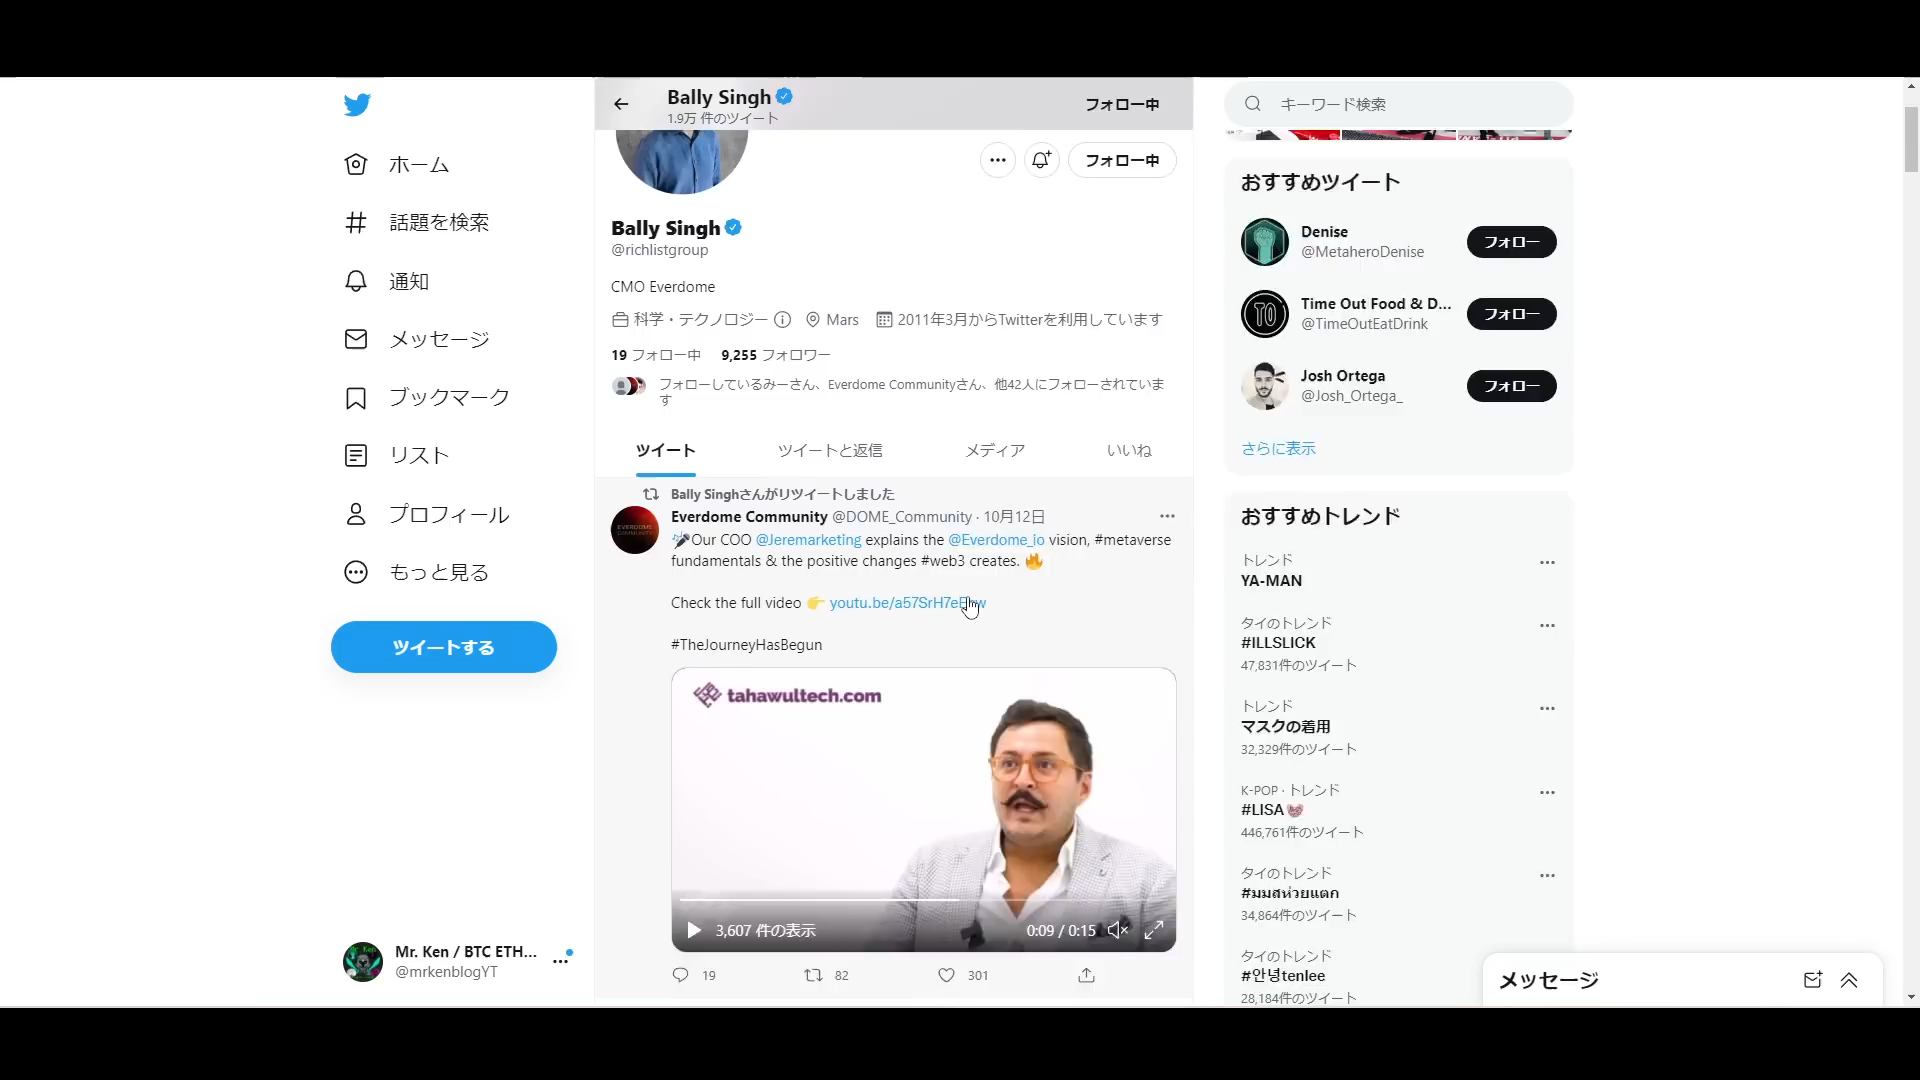 ホーム
話題を検索
通知
メッセージ
ブックマーク
リスト
プロフィール
もっと見る
ツイートする
Mr. Ken / BTC ETH...
@mrkenblogYT
Bally Singh
1.9万 件のツイート
フォロー中
フォロー中
Bally Singh
@richlistgroup
CMO Everdome
科学・テクノロジー Mars 2011年3月からTwitterを利用しています
19 フォロー中 9,255 フォロワー
フォローしているみーさん、Everdome Communityさん、他42人にフォローされていま
す
ツイート ツイートと返信 メディア いいね
Bally Singhさんがリツイートしました
Everdome Community @DOME_Community · 10月12日
EVERDOME
COMMUNITY
Our COO @Jeremarketing explains the @Everdome_io vision, #metaverse
fundamentals & the positive changes #web3 creates.
Check the full video
#TheJourneyHasBegun
tahawultech.com
3,607 件の表示 0:09 / 0:15
19 82 301
キーワード検索
おすすめツイート
Denise
@MetaheroDenise
フォロー
TO
Time Out Food & D...
@TimeOutEatDrink
フォロー
Josh Ortega
@Josh_Ortega_
フォロー
さらに表示
おすすめトレンド
トレンド
YA-MAN
タイのトレンド
#ILLSLICK
47,831件のツイート
トレンド
マスクの着用
32,329件のツイート
K-POP · トレンド
#LISA
446,761件のツイート
タイのトレンド
34,864件のツイート
タイのトレンド
#안녕tenlee
28,184件のツイート
メッセージ